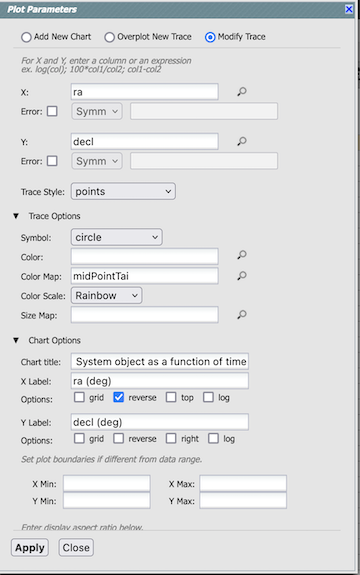 Plot Parameters
Add New Chart Overplot New Trace Modify Trace
For X and Y, enter a column or an expression
ex. log(col); 100*col1/col2; col1-col2
X: ra
Error: Symm
Y: decl
Error: Symm
Trace Style: points
Trace Options
Symbol: circle
Color:
Color Map: midPointTai
Color Scale: Rainbow
Size Map:
Chart Options
Chart title: System object as a function of time
X Label: ra (deg)
Options: grid reverse top log
Y Label: decl (deg)
Options: grid reverse right log
Set plot boundaries if different from data range.
X Min: X Max:
Y Min: Y Max:
Enter display aspect ratio below.
Apply Close